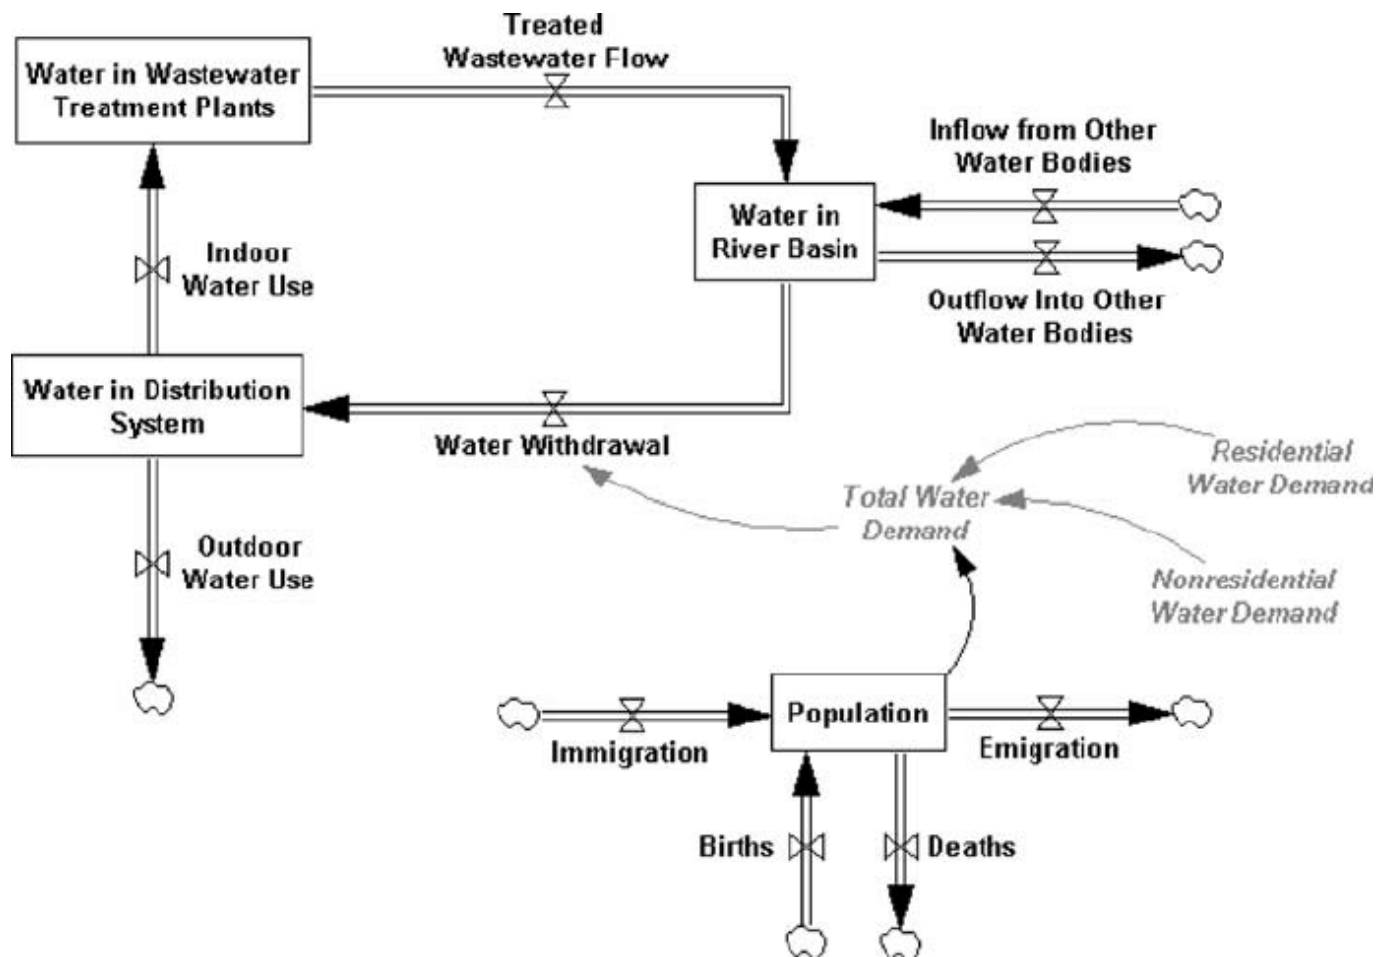 Treated
Wastewater Flow
Water in Wastewater
Treatment Plants
Inflow from Other
Water Bodies
Water in
River Basin
Indoor
Water Use
Outflow Into Other
Water Bodies
Water in Distribution
System
Water Withdrawal
Residential
Water Demand
Total Water
Demand
Outdoor
Water Use
Nonresidential
Water Demand
Population
Immigration
Emigration
Births
Deaths